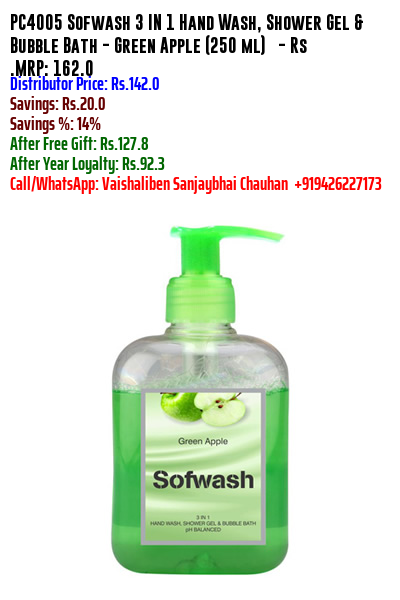 PC4005 Sofwash 3 IN 1 Hand Wash, Shower Gel &
Bubble Bath - Green Apple (250 ml)   - Rs
.MRP: 162.0
Distributor Price: Rs.142.0
Savings: Rs.20.0
Savings %: 14%
After Free Gift: Rs.127.8
After Year Loyalty: Rs.92.3
Call/WhatsApp: Vaishaliben Sanjaybhai Chauhan  +919426227173
Green Apple
Sofwash
3 IN 1
HAND WASH, SHOWER GEL & BUBBLE BATH
pH BALANCED